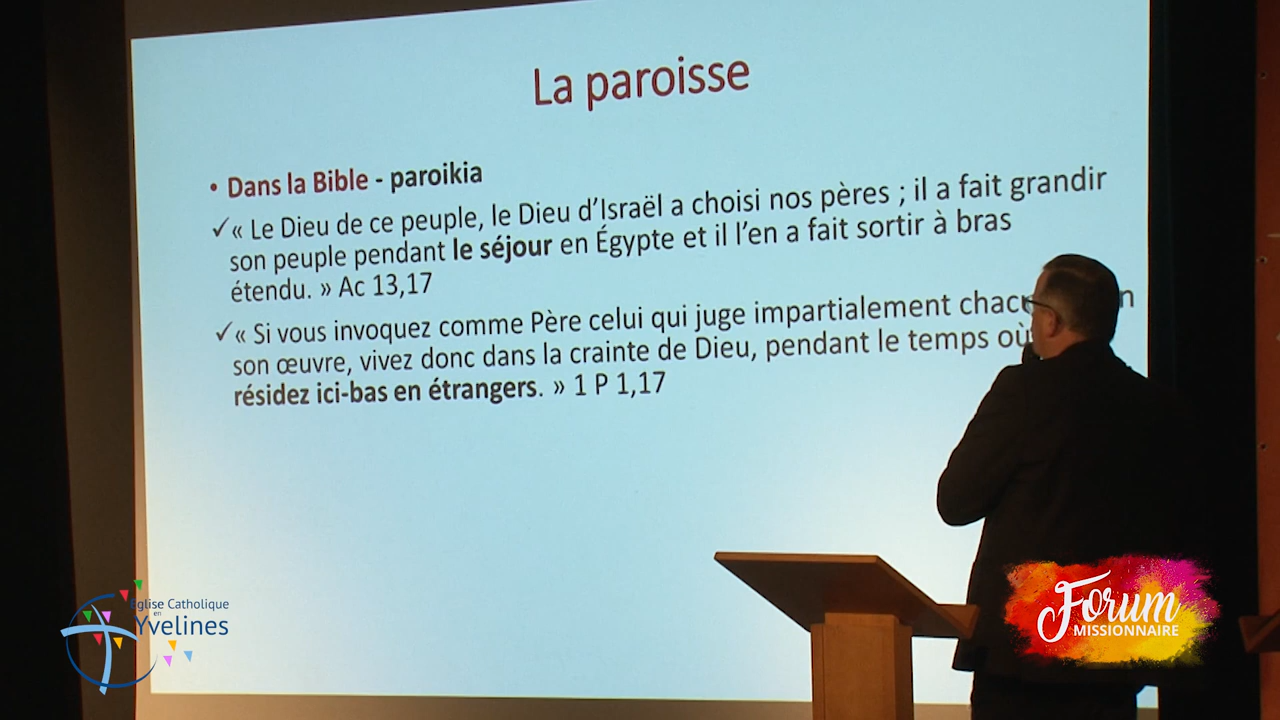 La paroisse
• Dans la Bible - paroikia
✓ « Le Dieu de ce peuple, le Dieu d'Israël a choisi nos pères ; il a fait grandir
son peuple pendant le séjour en Égypte et il l'en a fait sortir à bras
étendu. » Ac 13,17
✓ « Si vous invoquez comme Père celui qui juge impartialement
son œuvre, vivez donc dans la crainte de Dieu, pendant le temps où
résidez ici-bas en étrangers. » 1 P 1,17
Eglise Catholique
en
Yvelines
Forum
MISSIONNAIRE